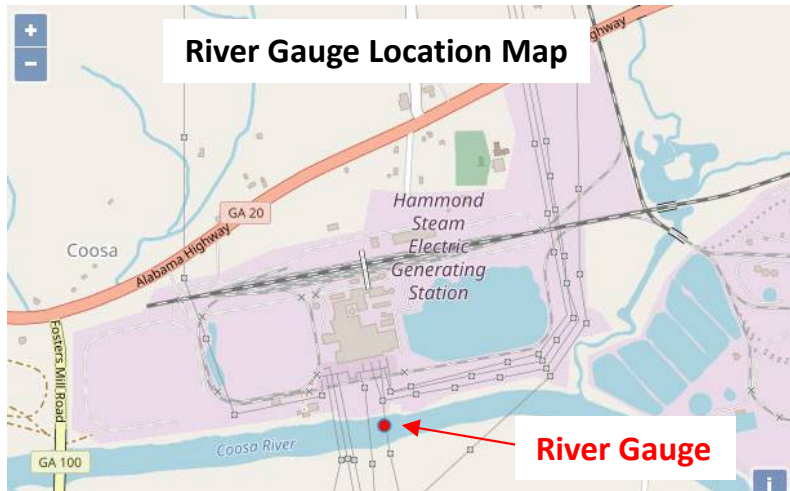 +
−
River Gauge Location Map
Highway
Hammond
Steam
Electric
Generating
Station
GA 20
Coosa
Alabama Highway
Fosters Mill Road
Coosa River
GA 100
River Gauge
i